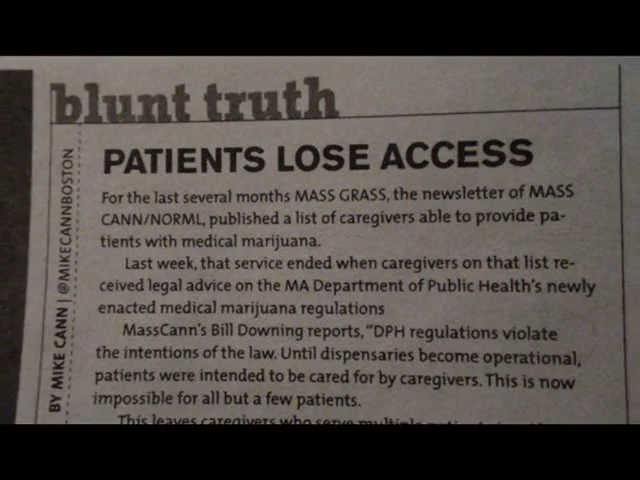 blunt truth
PATIENTS LOSE ACCESS
BY MIKE CANN | @MIKECANNBOSTON
For the last several months MASS GRASS, the newsletter of MASS
CANN/NORML, published a list of caregivers able to provide pa-
tients with medical marijuana.
Last week, that service ended when caregivers on that list re-
ceived legal advice on the MA Department of Public Health's newly
enacted medical marijuana regulations
MassCann's Bill Downing reports, "DPH regulations violate
the intentions of the law. Until dispensaries become operational,
patients were intended to be cared for by caregivers. This is now
impossible for all but a few patients.
This leaves caregivers who serve multiple